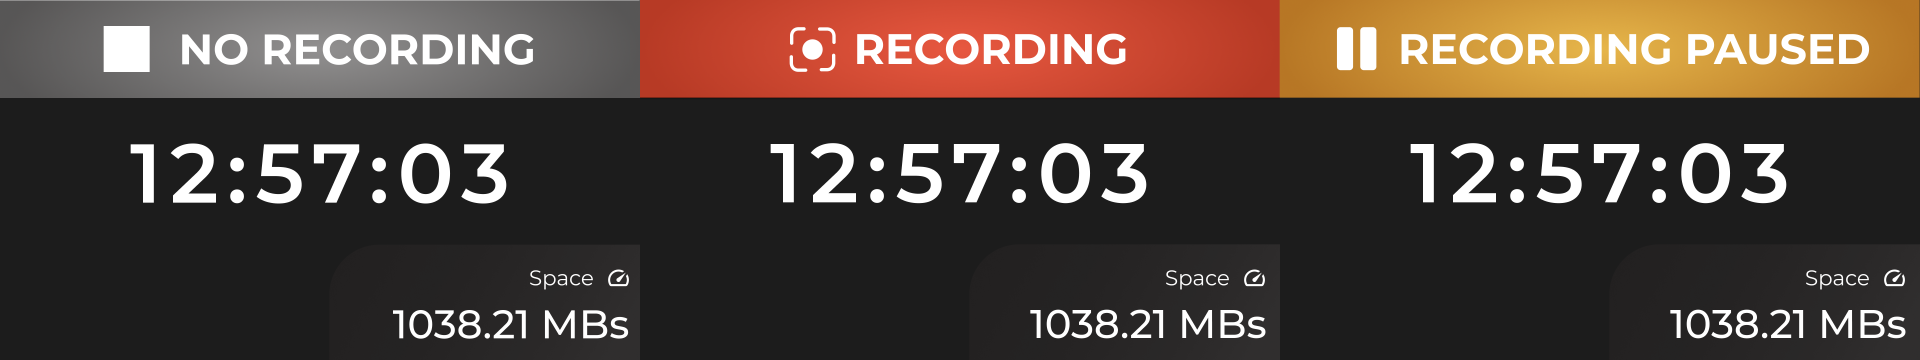 NO RECORDING
12:57:03
Space
1038.21 MBs
RECORDING
12:57:03
Space
1038.21 MBs
RECORDING PAUSED
12:57:03
Space
1038.21 MBs